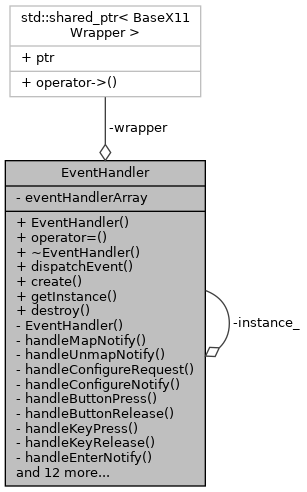 std::shared_ptr< BaseX11
Wrapper >
+ ptr
+ operator->()
-wrapper
EventHandler
- eventHandlerArray
+ EventHandler()
+ operator=()
+ ~EventHandler()
+ dispatchEvent()
+ create()
+ getInstance()
+ destroy()
- EventHandler()
- handleMapNotify()
- handleUnmapNotify()
- handleConfigureRequest()
- handleConfigureNotify()
- handleButtonPress()
- handleButtonRelease()
- handleKeyPress()
- handleKeyRelease()
- handleEnterNotify()
and 12 more...
-instance_